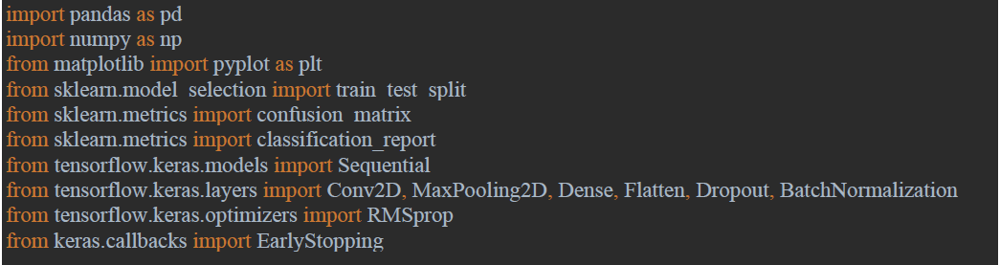 import pandas as pd
import numpy as np
from matplotlib import pyplot as plt
from sklearn.model selection import train test split
from sklearn.metrics import confusion matrix
from sklearn.metrics import classification_report
from tensorflow.keras.models import Sequential
from tensorflow.keras.layers import Conv2D, MaxPooling2D, Dense, Flatten, Dropout, BatchNormalization
from tensorflow.keras.optimizers import RMSprop
from keras.callbacks import EarlyStopping